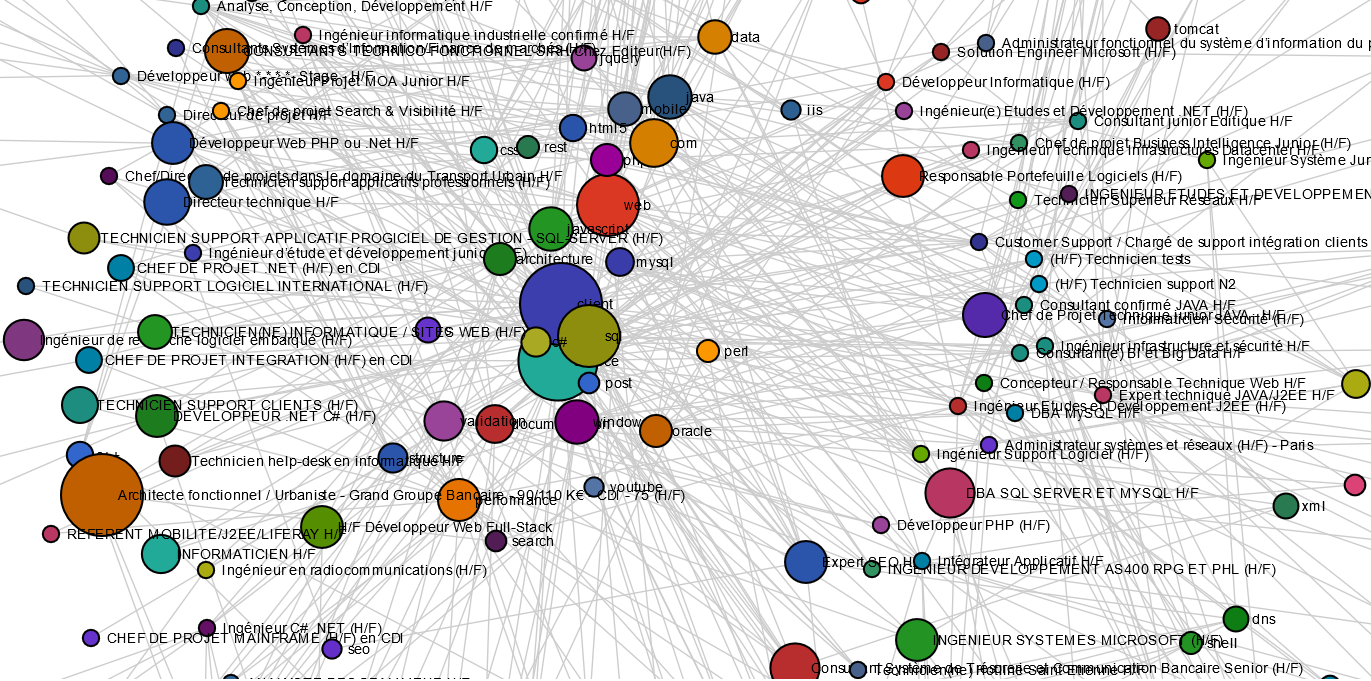 Analyse, Conception, Développement H/F
tomcat
Ingénieur informatique industrielle confirmé H/F
data
Administrateur fonctionnel du système d'information du
CONSULTANTS TECHNICO-FONCTIONNEL SIRH Chez Editeur(H/F)
Solution Engineer Microsoft (H/F)
jquery
Développeur Web * * * * Stage - H/F
Ingénieur Projet MOA Junior H/F
Développeur Informatique (H/F)
java
mobile
iis
Chef de projet Search & Visibilité H/F
Ingénieur(e) Etudes et Développement .NET (H/F)
Directeur de projet H/F
Consultant junior Editique H/F
html5
Développeur Web PHP ou .Net H/F
com
Chef de projet Business Intelligence Junior (H/F)
css
rest
Ingénieur Technique Infrastructures Datacenter H/F
php
Ingénieur Système
Chef/Directeur de projets dans le domaine du Transport Urbain H/F
Responsable Portefeuille Logiciels (H/F)
Technicien support applicatifs professionnels (H/F)
INGENIEUR ETUDES ET
Technicien Supérieur Réseaux H/F
Directeur technique H/F
web
javascript
TECHNICIEN SUPPORT APPLICATIF PROGICIEL DE GESTION - SQL-SERVER (H/F)
Customer Support / Chargé de support intégration clients
Ingénieur d'étude et développement junior
architecture
mysql
(H/F) Technicien tests
CHEF DE PROJET .NET (H/F) en CDI
TECHNICIEN SUPPORT LOGICIEL INTERNATIONAL (H/F)
(H/F) Technicien support N2
client
Consultant confirmé JAVA H/F
Chef de Projet Technique junior JAVA - H/F
Informaticien Sécurité (H/F)
TECHNICIEN(NE) INFORMATIQUE / SITES WEB (H/F)
sql
Ingénieur de recherche logiciel embarqué (H/F)
c#
Ingénieur infrastructure et sécurité H/F
perl
Consultant(e) BI et Big Data H/F
CHEF DE PROJET INTEGRATION (H/F) en CDI
post
Concepteur / Responsable Technique Web H/F
Expert technique JAVA/J2EE H/F
TECHNICIEN SUPPORT CLIENTS (H/F)
Ingénieur Etudes et Développement J2EE (H/F)
DBA MySQL H/F
DEVELOPPEUR .NET C# (H/F)
validation
window
oracle
Administrateur systèmes et réseaux (H/F) - Paris
Ingénieur Support Logiciel (H/F)
Technicien help-desk en informatique H/F
structure
youtube
Architecte fonctionnel / Urbaniste - Grand Groupe Bancaire - 90/110 K€ - CDI - 75 (H/F)
performance
DBA SQL SERVER ET MYSQL H/F
xml
H/F Développeur Web Full-Stack
Développeur PHP (H/F)
REFERENT MOBILITE/J2EE/LIFERAY H/F
search
INFORMATICIEN H/F
Expert SEO H/F
Intégrateur Applicatif H/F
INGENIEUR DEVELOPPEMENT AS400 RPG ET PHL (H/F)
Ingénieur en radiocommunications (H/F)
dns
Ingénieur C# .NET (H/F)
CHEF DE PROJET MAINFRAME (H/F) en CDI
INGENIEUR SYSTEMES MICROSOFT (H/F)
shell
seo
Consultant Système de Trésorerie et Communication Bancaire Senior (H/F)